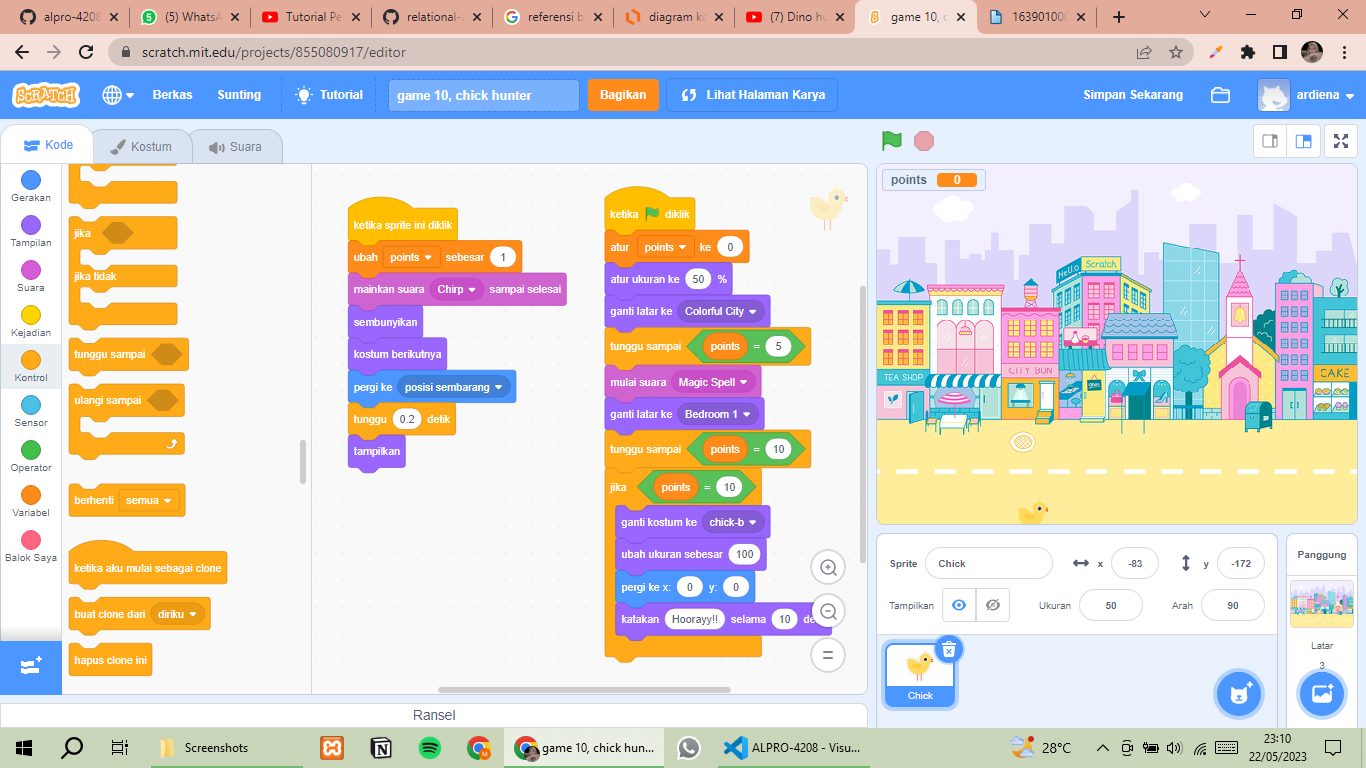 alpro-4208
(5) WhatsA
Tutorial Pe
relational-a
referensi b
diagram ko
(7) Dino hu
game 10, c
1639010000
scratch.mit.edu/projects/855080917/editor
SCRATCH
Berkas
Sunting
Tutorial
game 10, chick hunter
Bagikan
Lihat Halaman Karya
Simpan Sekarang
ardiena
Kode
Kostum
Suara
Gerakan
Tampilan
Suara
Kejadian
Kontrol
Sensor
Operator
Variabel
Balok Saya
jika
jika tidak
tunggu sampai
ulangi sampai
berhenti semua
ketika aku mulai sebagai clone
buat clone dari diriku
hapus clone ini
ketika sprite ini diklik
ubah points sebesar 1
mainkan suara Chirp sampai selesai
sembunyikan
kostum berikutnya
pergi ke posisi sembarang
tunggu 0.2 detik
tampilkan
ketika diklik
atur points ke 0
atur ukuran ke 50 %
ganti latar ke Colorful City
tunggu sampai points = 5
mulai suara Magic Spell
ganti latar ke Bedroom 1
tunggu sampai points = 10
jika points = 10
ganti kostum ke chick-b
ubah ukuran sebesar 100
pergi ke x: 0 y: 0
katakan Hoorayy!! selama 10 de
points 0
Hello Scratch
TEA SHOP
CITY BUN
open
CAKE
Sprite Chick x -83 y -172
Tampilkan Ukuran 50 Arah 90
Chick
Panggung
Latar
3
Ransel
Screenshots
game 10, chick hun...
ALPRO-4208 - Visu...
28°C
23:10
22/05/2023